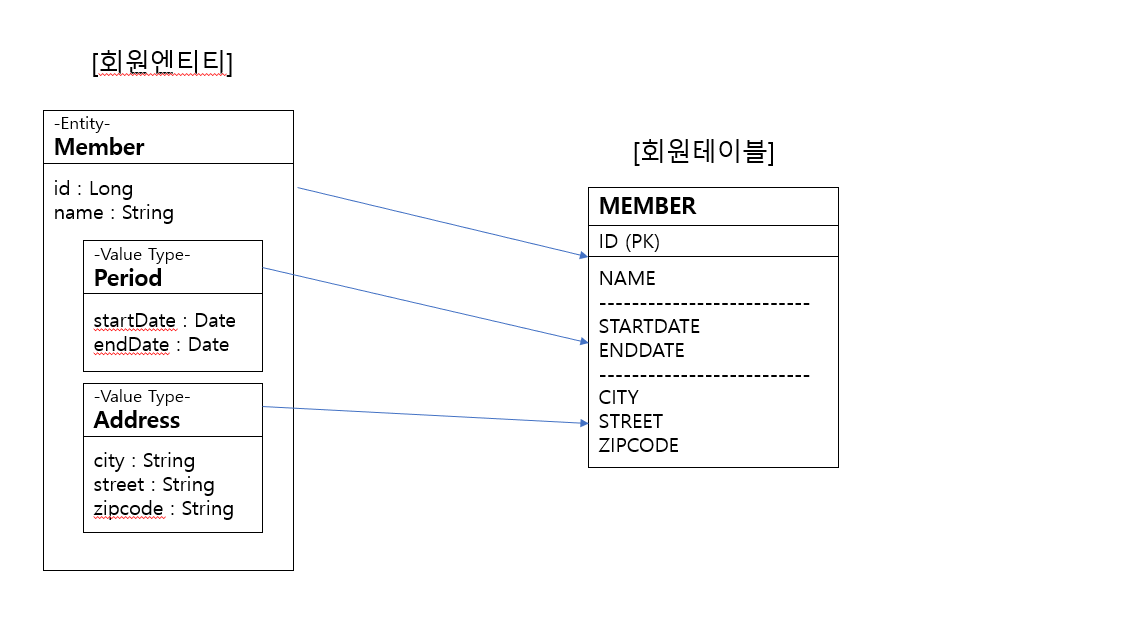 [회원엔티티]
-Entity-
Member
id : Long
name : String
-Value Type-
Period
startDate : Date
endDate : Date
-Value Type-
Address
city : String
street : String
zipcode : String
[회원테이블]
MEMBER
ID (PK)
NAME
--------------------------
STARTDATE
ENDDATE
--------------------------
CITY
STREET
ZIPCODE